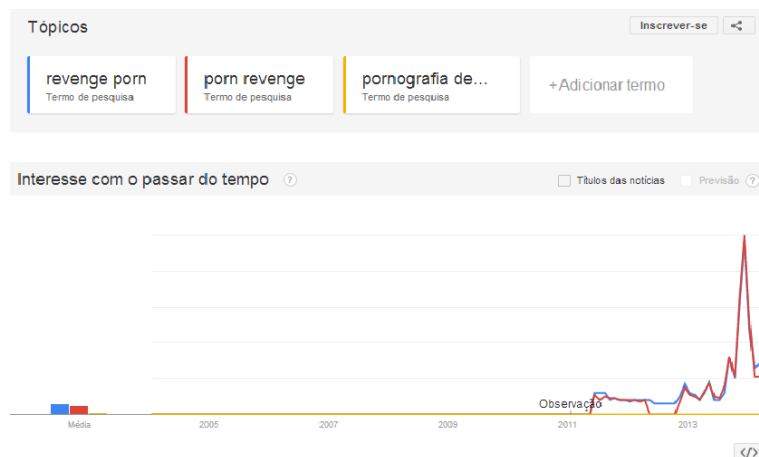 Tópicos
Inscrever-se
revenge porn
Termo de pesquisa
porn revenge
Termo de pesquisa
pornografia de...
Termo de pesquisa
+Adicionar termo
Interesse com o passar do tempo ?
Títulos das notícias
Previsão ?
Observação
Média
2005
2007
2009
2011
2013
</>